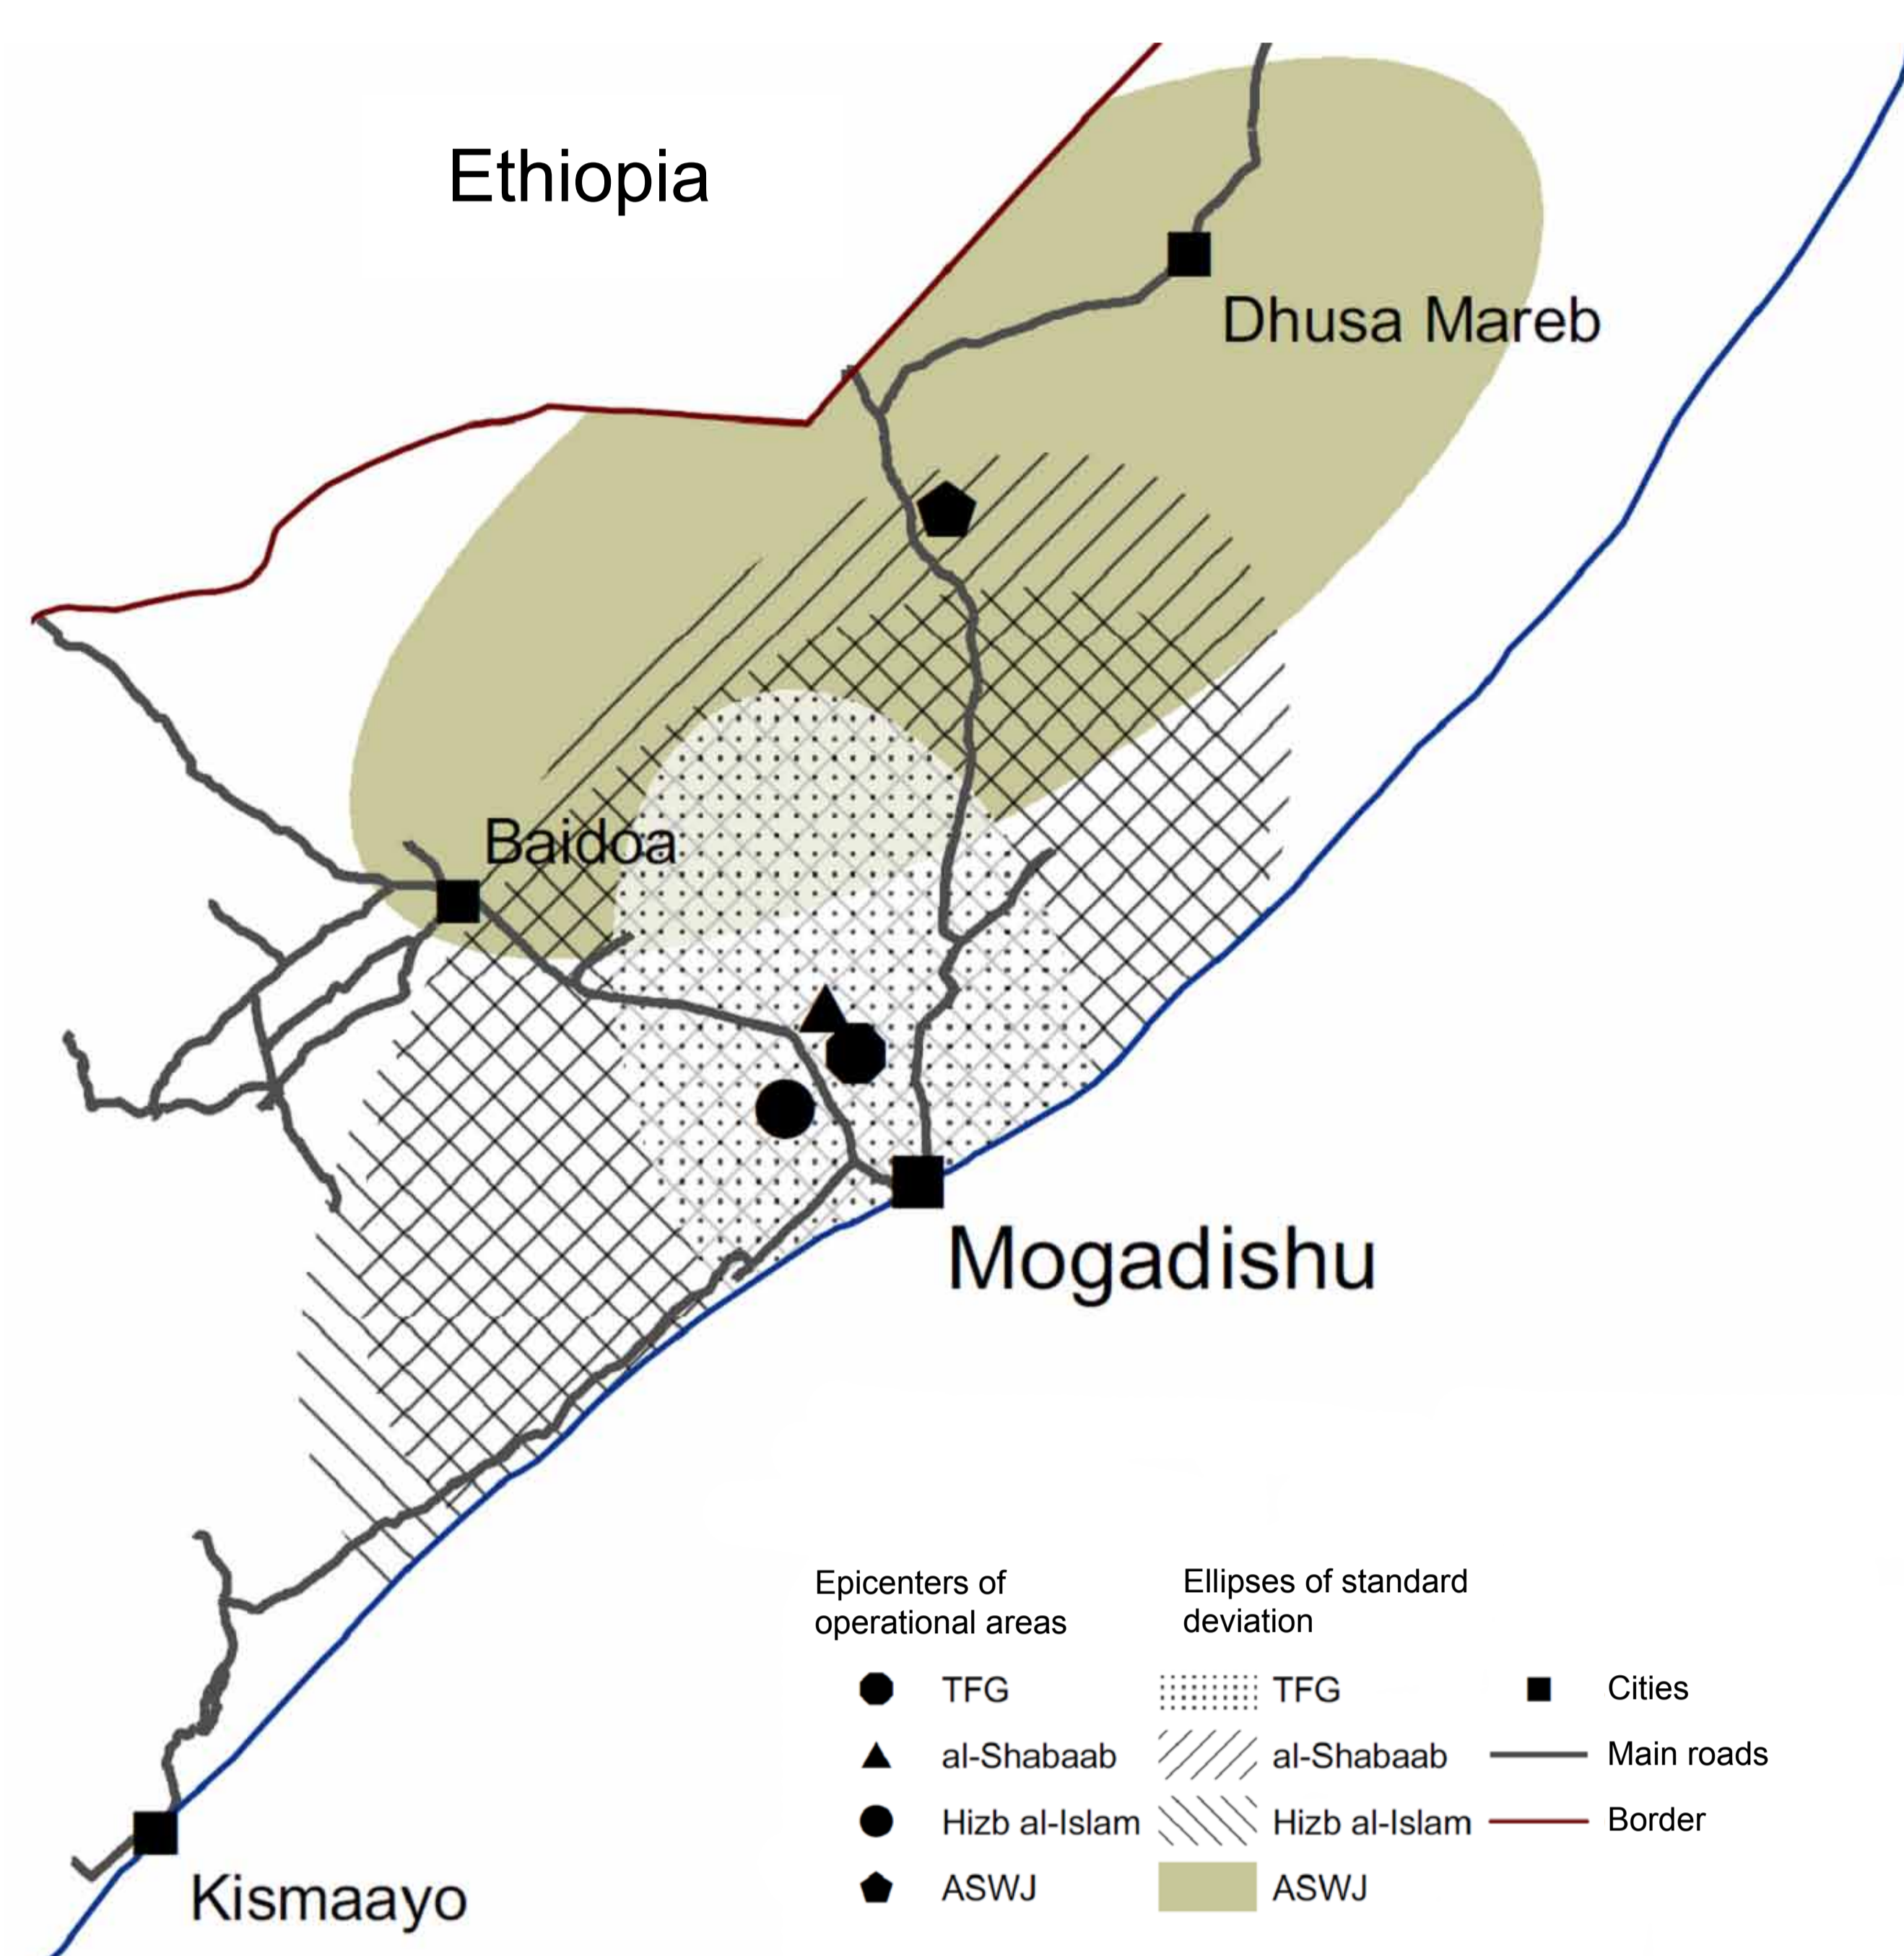 Ethiopia
Dhusa Mareb
Baidoa
Mogadishu
Kismaayo
Epicenters of
operational areas
TFG
al-Shabaab
Hizb al-Islam
ASWJ
Ellipses of standard
deviation
TFG
al-Shabaab
Hizb al-Islam
ASWJ
Cities
Main roads
Border